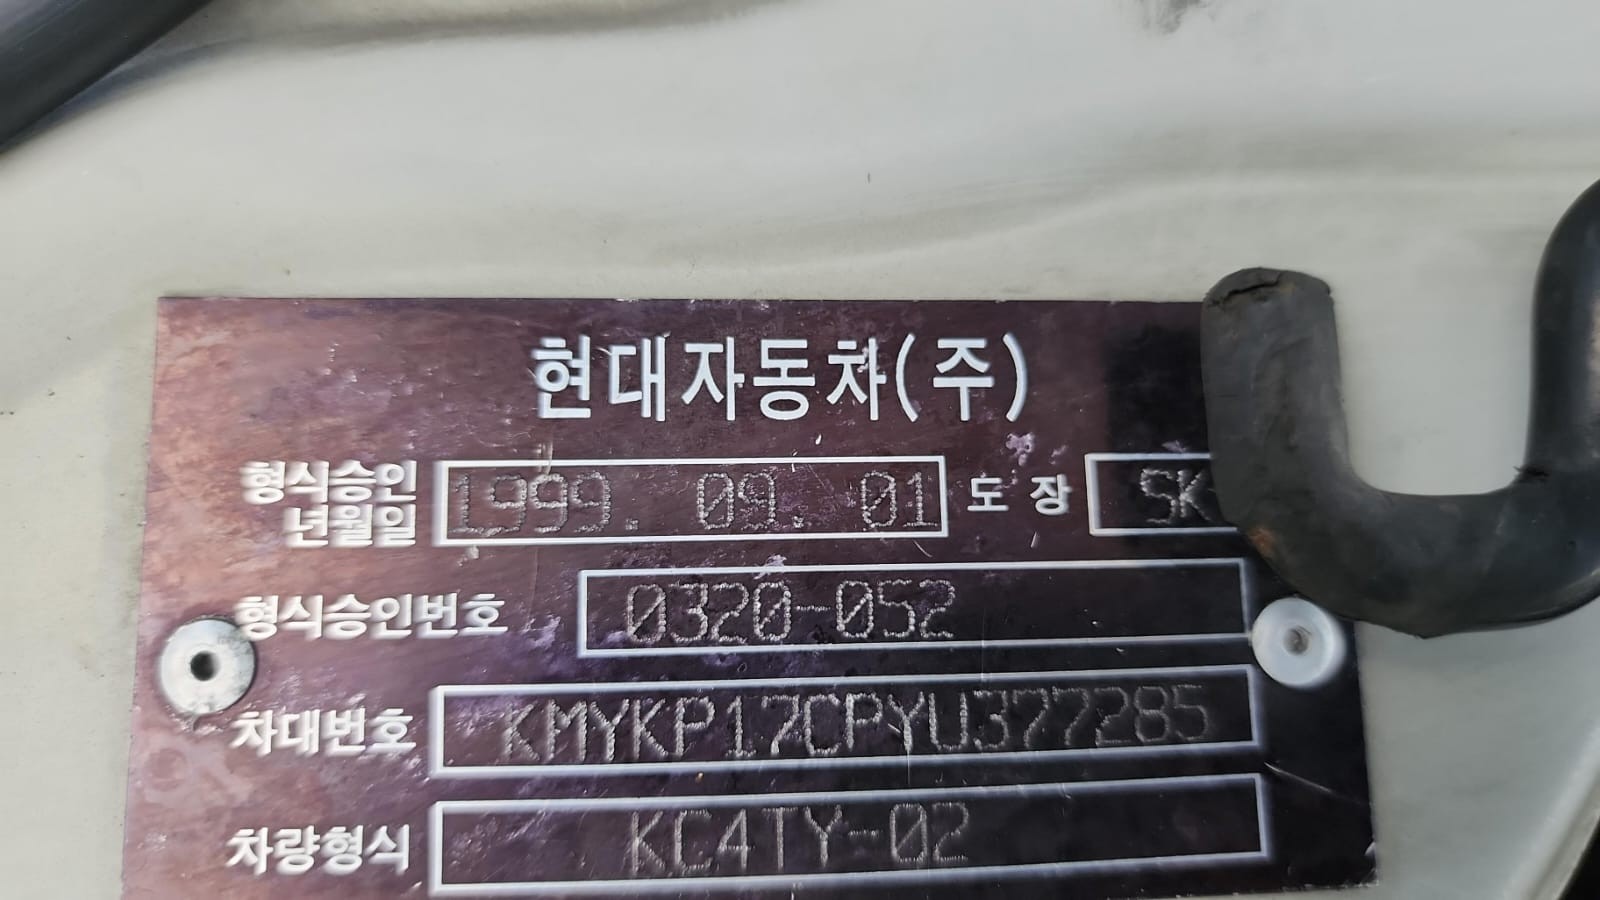 현대자동차(주)
형식승인 년월일 1999. 09. 01 도장 SK
형식승인번호 0320-052
차대번호 KMYKP17CPYU377285
차량형식 KC4TY-02